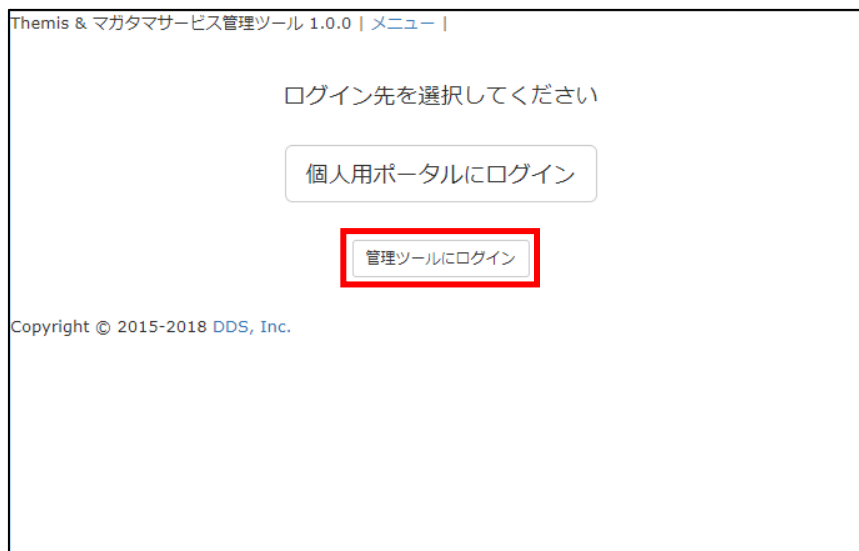 Themis & マガタマサービス管理ツール 1.0.0 | メニュー |
ログイン先を選択してください
個人用ポータルにログイン
管理ツールにログイン
Copyright © 2015-2018 DDS, Inc.